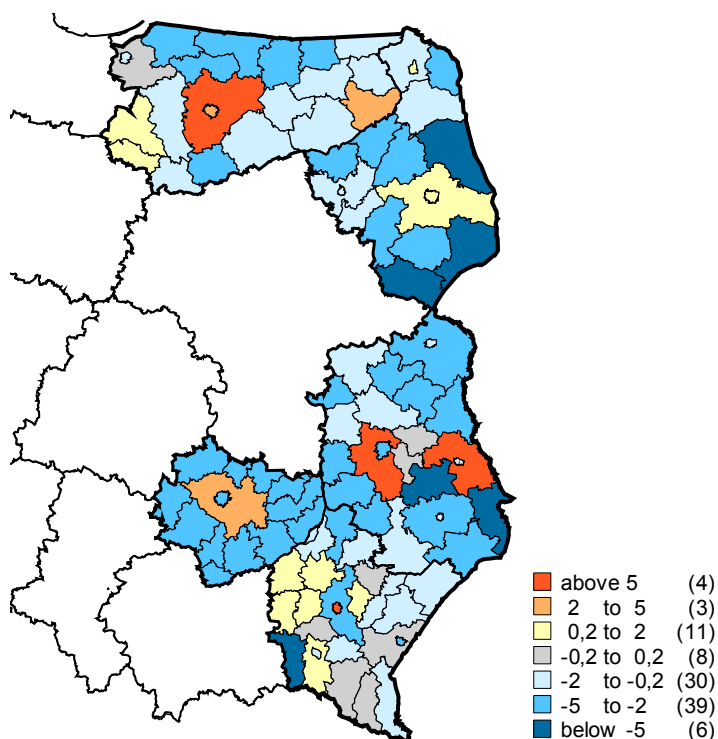 above 5 (4)
2 to 5 (3)
0,2 to 2 (11)
-0,2 to 0,2 (8)
-2 to -0,2 (30)
-5 to -2 (39)
below -5 (6)